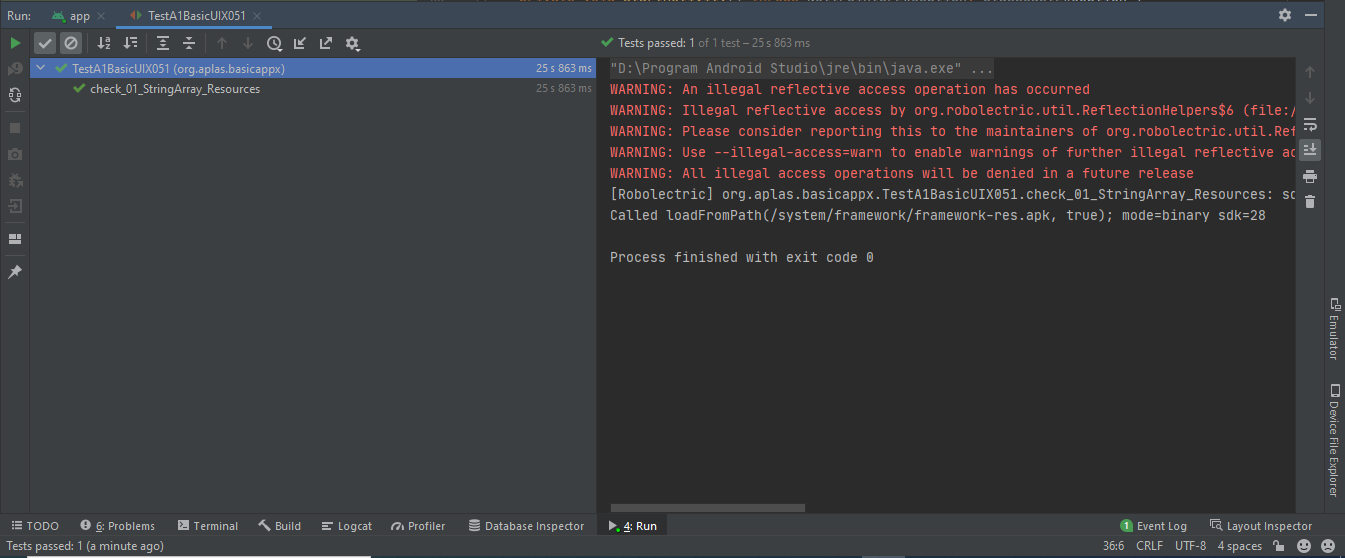 Run:
app
TestA1BasicUIX051
Tests passed: 1 of 1 test – 25 s 863 ms
TestA1BasicUIX051 (org.aplas.basicappx)
25 s 863 ms
check_01_StringArray_Resources
25 s 863 ms
"D:\Program Android Studio\jre\bin\java.exe" ...
WARNING: An illegal reflective access operation has occurred
WARNING: Illegal reflective access by org.robolectric.util.ReflectionHelpers$6 (file:/
WARNING: Please consider reporting this to the maintainers of org.robolectric.util.Ref
WARNING: Use --illegal-access=warn to enable warnings of further illegal reflective ac
WARNING: All illegal access operations will be denied in a future release
[Robolectric] org.aplas.basicappx.TestA1BasicUIX051.check_01_StringArray_Resources: sd
Called loadFromPath(/system/framework/framework-res.apk, true); mode=binary sdk=28
Process finished with exit code 0
Emulator
Device File Explorer
TODO
6: Problems
Terminal
Build
Logcat
Profiler
Database Inspector
4: Run
1
Event Log
Layout Inspector
Tests passed: 1 (a minute ago)
36:6
CRLF
UTF-8
4 spaces